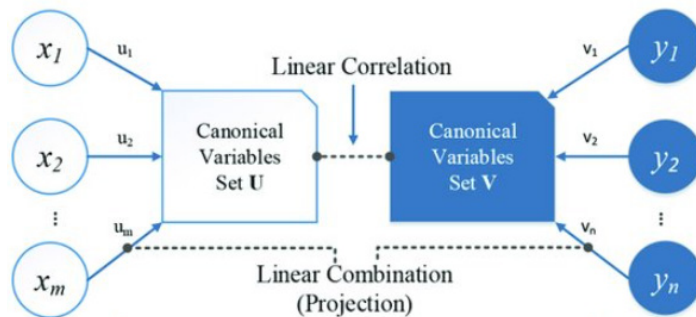 x1
u1
Linear Correlation
v1
y1
x2
u2
Canonical
Variables
Set U
Canonical
Variables
Set V
v2
y2
⋮
⋮
um
vn
xm
Linear Combination
(Projection)
yn